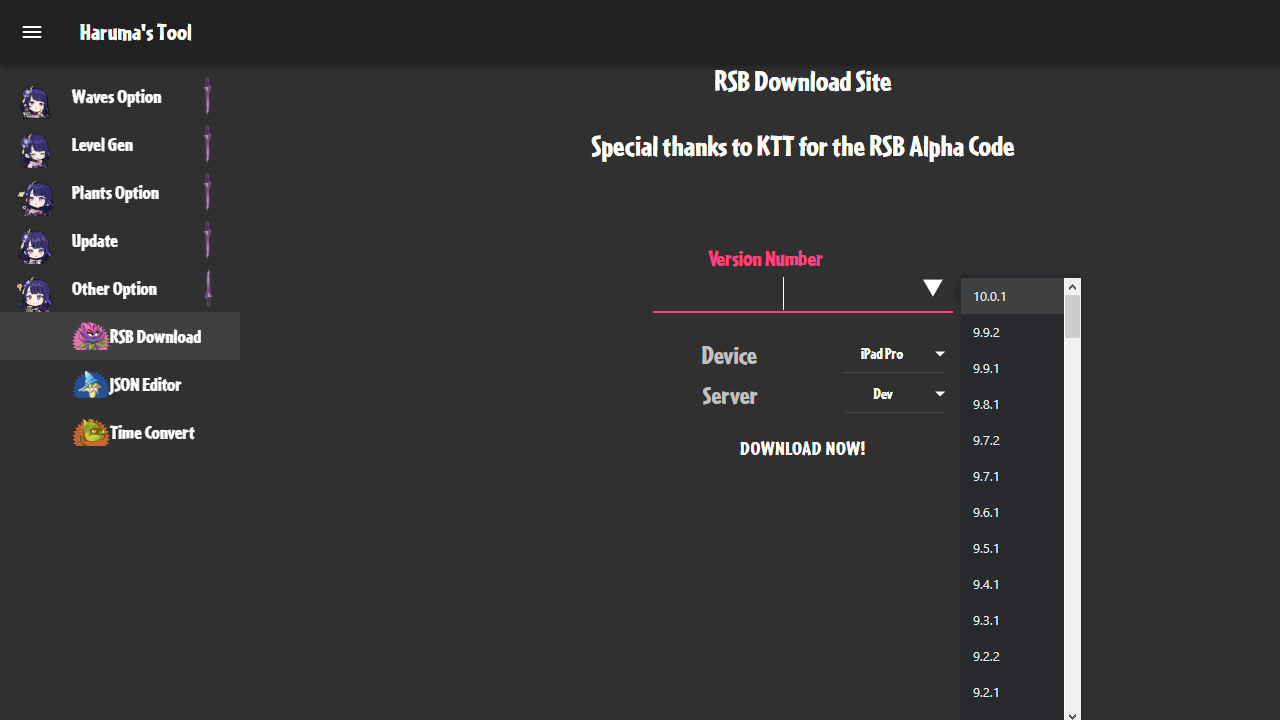 Haruma's Tool
Waves Option
Level Gen
Plants Option
Update
Other Option
RSB Download
JSON Editor
Time Convert
RSB Download Site
Special thanks to KTT for the RSB Alpha Code
Version Number
Device
iPad Pro
Server
Dev
DOWNLOAD NOW!
10.0.1
9.9.2
9.9.1
9.8.1
9.7.2
9.7.1
9.6.1
9.5.1
9.4.1
9.3.1
9.2.2
9.2.1